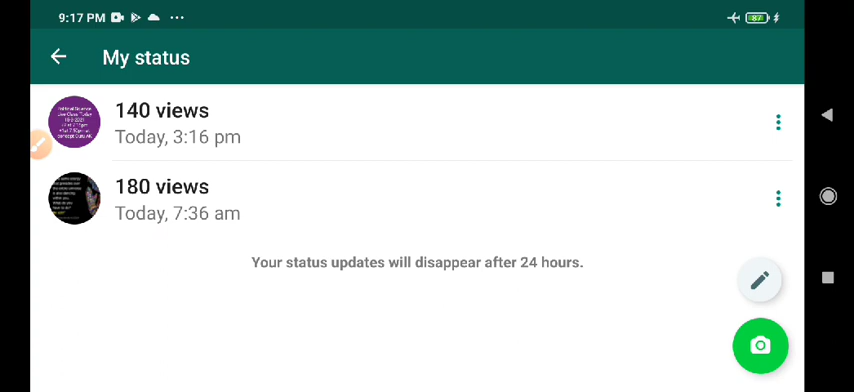 9:17 PM
87
My status
140 views
Today, 3:16 pm
180 views
Today, 7:36 am
Your status updates will disappear after 24 hours.